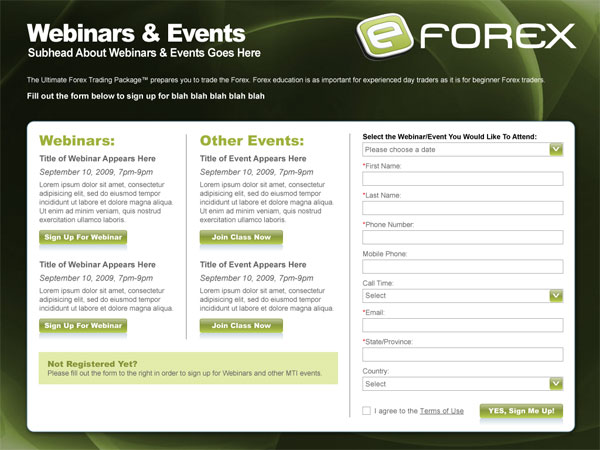 Webinars & Events
Subhead About Webinars & Events Goes Here
e FOREX
The Ultimate Forex Trading Package™ prepares you to trade the Forex. Forex education is as important for experienced day traders as it is for beginner Forex traders.
Fill out the form below to sign up for blah blah blah blah blah
Webinars:
Title of Webinar Appears Here
September 10, 2009, 7pm-9pm
Lorem ipsum dolor sit amet, consectetur
adipisicing elit, sed do eiusmod tempor
incididunt ut labore et dolore magna aliqua.
Ut enim ad minim veniam, quis nostrud
exercitation ullamco laboris.
Sign Up For Webinar
Title of Webinar Appears Here
September 10, 2009, 7pm-9pm
Lorem ipsum dolor sit amet, consectetur
adipisicing elit, sed do eiusmod tempor
incididunt ut labore et dolore magna aliqua.
Sign Up For Webinar
Other Events:
Title of Event Appears Here
September 10, 2009, 7pm-9pm
Lorem ipsum dolor sit amet, consectetur
adipisicing elit, sed do eiusmod tempor
incididunt ut labore et dolore magna aliqua.
Ut enim ad minim veniam, quis nostrud
exercitation ullamco laboris.
Join Class Now
Title of Event Appears Here
September 10, 2009, 7pm-9pm
Lorem ipsum dolor sit amet, consectetur
adipisicing elit, sed do eiusmod tempor
incididunt ut labore et dolore magna aliqua.
Join Class Now
Not Registered Yet?
Please fill out the form to the right in order to sign up for Webinars and other MTI events.
Select the Webinar/Event You Would Like To Attend:
Please choose a date
*First Name:
*Last Name:
*Phone Number:
Mobile Phone:
Call Time:
Select
*Email:
*State/Province:
Country:
Select
I agree to the Terms of Use
YES, Sign Me Up!